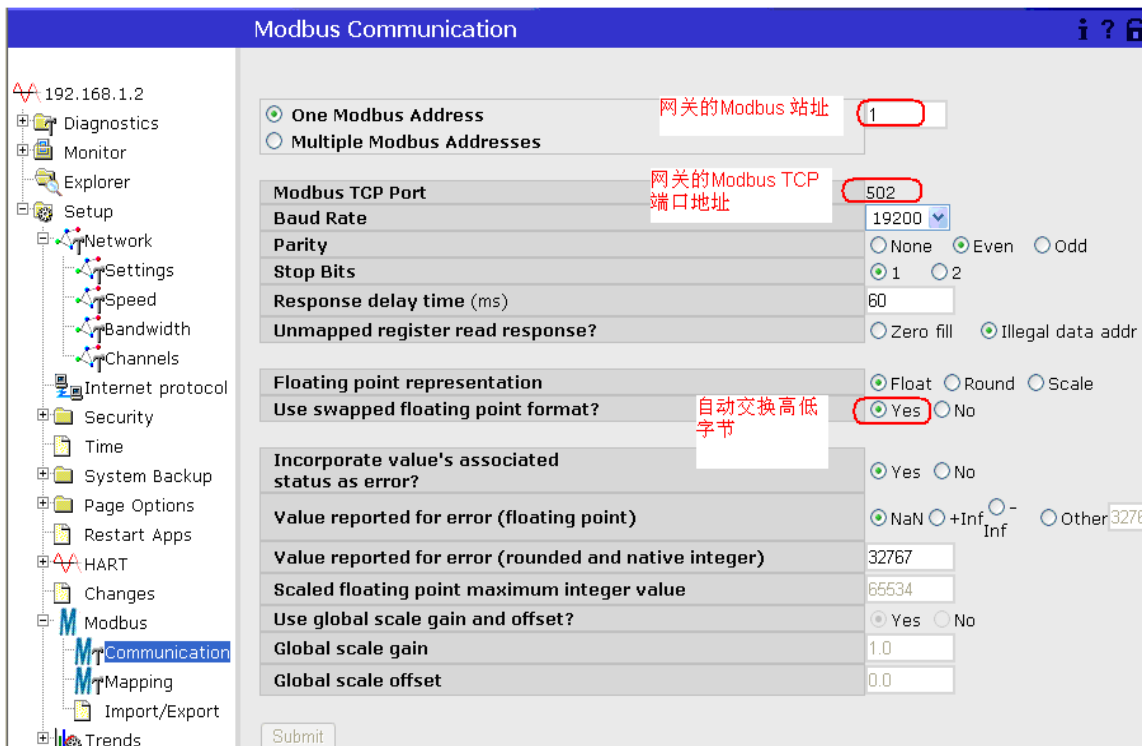 Modbus Communication
192.168.1.2
Diagnostics
Monitor
Explorer
Setup
Network
Settings
Speed
Bandwidth
Channels
Internet protocol
Security
Time
System Backup
Page Options
Restart Apps
HART
Changes
Modbus
Communication
Mapping
Import/Export
Trends
One Modbus Address
网关的Modbus 站址
1
Multiple Modbus Addresses
Modbus TCP Port
网关的Modbus TCP
端口地址
502
Baud Rate
19200
Parity
None Even Odd
Stop Bits
1 2
Response delay time (ms)
60
Unmapped register read response?
Zero fill Illegal data addr
Floating point representation
Float Round Scale
Use swapped floating point format?
自动交换高低
字节
Yes No
Incorporate value's associated
status as error?
Yes No
Value reported for error (floating point)
NaN +Inf -
Inf
Other
Value reported for error (rounded and native integer)
32767
Scaled floating point maximum integer value
65534
Use global scale gain and offset?
Yes No
Global scale gain
1.0
Global scale offset
0.0
Submit